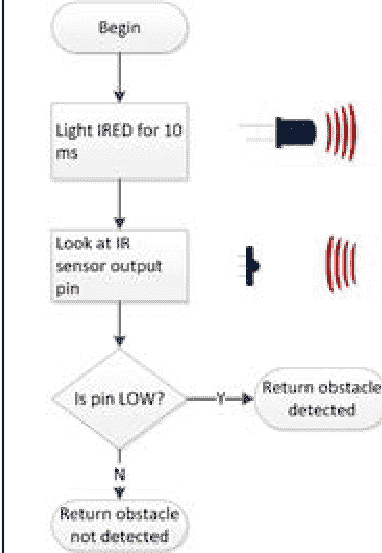 Begin
Light IRED for 10
ms
Look at IR
sensor output
pin
Is pin LOW?
Y
Return obstacle
detected
N
Return obstacle
not detected